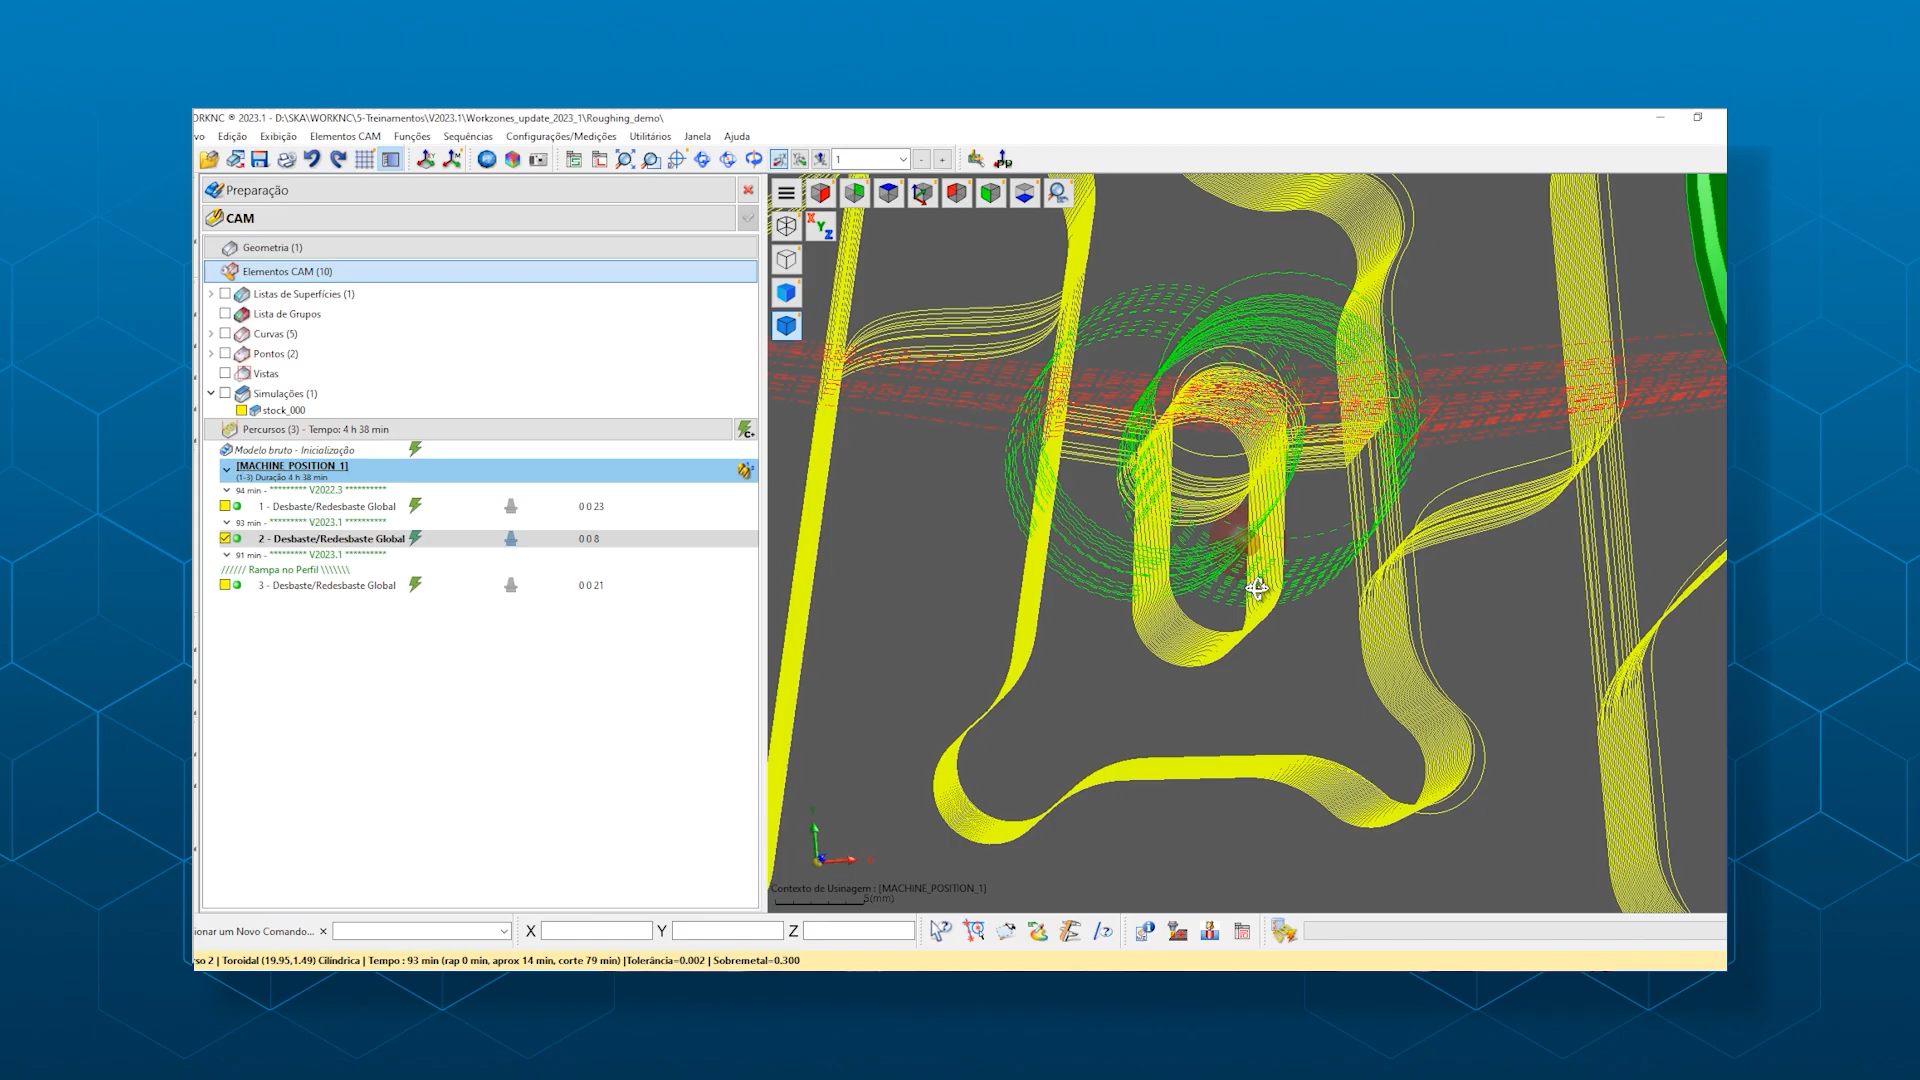 ORKNC ® 2023.1 - D:\SKA\WORKNC\5-Treinamentos\V2023.1\Workzones_update_2023_1\Roughing_demo\
vo Edição Exibição Elementos CAM Funções Sequências Configurações/Medições Utilitários Janela Ajuda
1
- +
PP
Preparação
CAM
X Y Z
Geometria (1)
Elementos CAM (10)
Listas de Superfícies (1)
Lista de Grupos
Curvas (5)
Pontos (2)
Vistas
Simulações (1)
stock_000
Percursos (3) - Tempo: 4 h 38 min
C+
Modelo bruto - Inicialização
[MACHINE_POSITION_1]
(1-3) Duração 4 h 38 min
94 min - ********* V2022.3 **********
1 - Desbaste/Redesbaste Global 0 0 23
93 min - ********* V2023.1 **********
2 - Desbaste/Redesbaste Global 0 0 8
91 min - ********* V2023.1 **********
////// Rampa no Perfil \\\\\\\
3 - Desbaste/Redesbaste Global 0 0 21
Contexto de Usinagem : [MACHINE_POSITION_1]
5(mm)
ionar um Novo Comando... × X Y Z
so 2 | Toroidal (19.95,1.49) Cilíndrica | Tempo : 93 min (rap 0 min, aprox 14 min, corte 79 min) |Tolerância=0.002 | Sobremetal=0.300